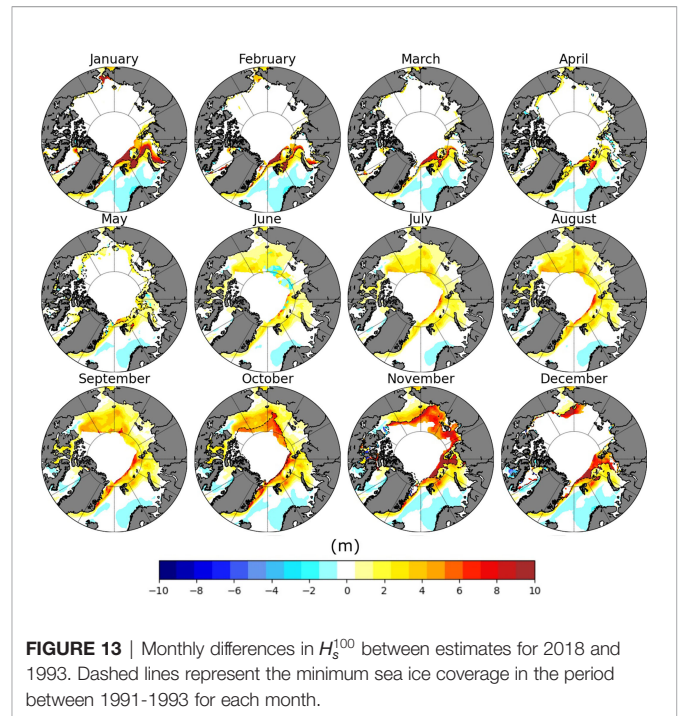 January February March April
May June July August
September October November December
(m)
−10 −8 −6 −4 −2 0 2 4 6 8 10
FIGURE 13 | Monthly differences in H_s^100 between estimates for 2018 and
1993. Dashed lines represent the minimum sea ice coverage in the period
between 1991-1993 for each month.